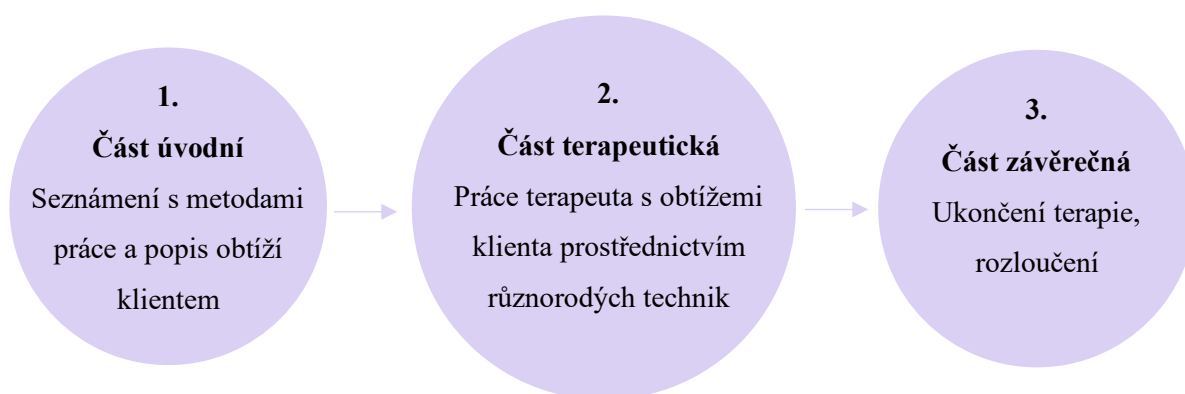 1.
Část úvodní
Seznámení s metodami
práce a popis obtíží
klientem
2.
Část terapeutická
Práce terapeuta s obtížemi
klienta prostřednictvím
různorodých technik
3.
Část závěrečná
Ukončení terapie,
rozloučení